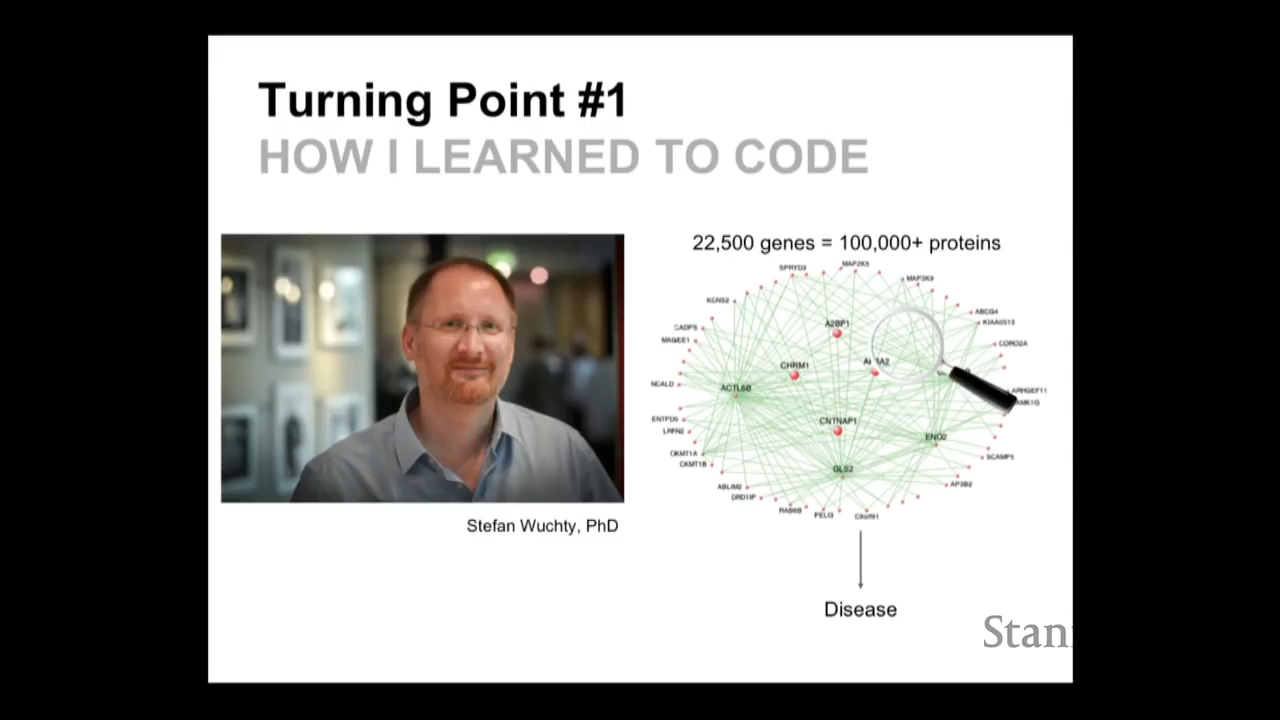 Turning Point #1
HOW I LEARNED TO CODE
22,500 genes = 100,000+ proteins
SPRYD3
MAP2K5
MAP3K9
KCNS2
ABCG4
KIAA0513
A2BP1
CADPS
MAGEE1
CORO2A
CHRM1
NCALD
ACTL6B
ARHGEF11
ENTPD5
CNTNAP1
LRFN2
ENO2
CKMT1A
SCAMP5
CKMT1B
GLS2
ABLIM2
AP3B2
DRD1IP
RAB6B
PELI3
C9orf91
Stefan Wuchty, PhD
Disease
Stan